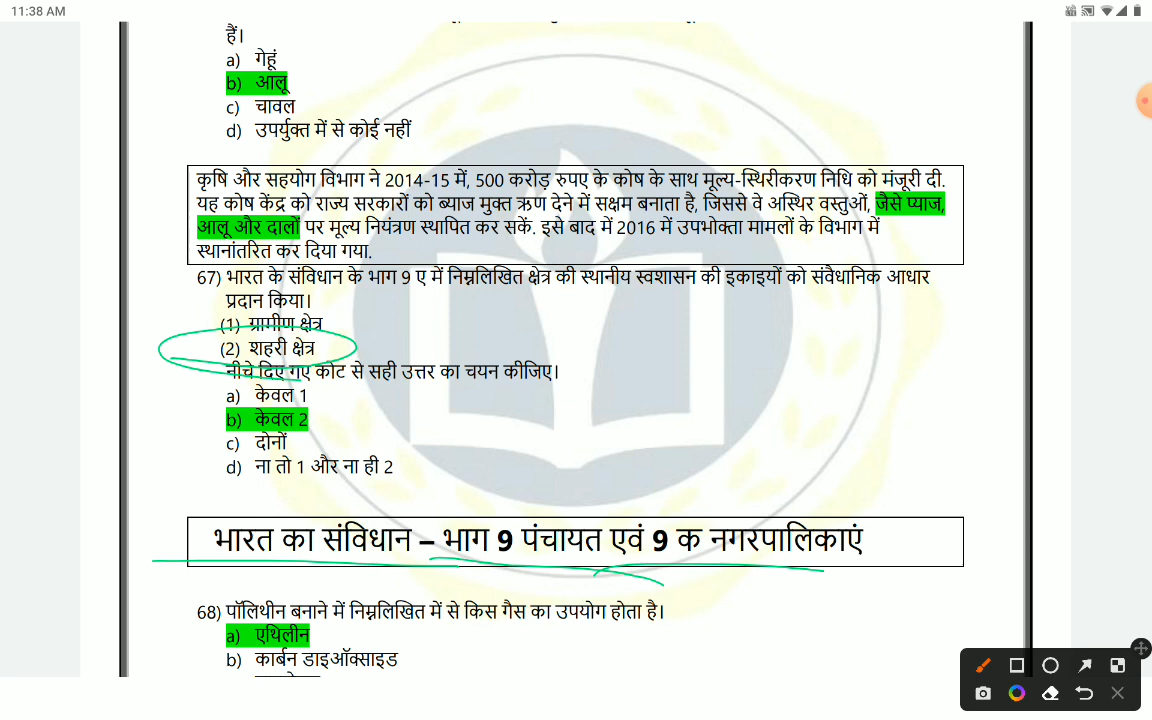 11:38 AM
हैं।
a) गेहूं
b) आलू
c) चावल
d) उपर्युक्त में से कोई नहीं
कृषि और सहयोग विभाग ने 2014-15 में, 500 करोड़ रुपए के कोष के साथ मूल्य-स्थिरीकरण निधि को मंजूरी दी.
यह कोष केंद्र को राज्य सरकारों को ब्याज मुक्त ऋण देने में सक्षम बनाता है, जिससे वे अस्थिर वस्तुओं, जैसे प्याज,
आलू और दालों पर मूल्य नियंत्रण स्थापित कर सकें. इसे बाद में 2016 में उपभोक्ता मामलों के विभाग में
स्थानांतरित कर दिया गया.
67) भारत के संविधान के भाग 9 ए में निम्नलिखित क्षेत्र की स्थानीय स्वशासन की इकाइयों को संवैधानिक आधार
प्रदान किया।
(1) ग्रामीण क्षेत्र
(2) शहरी क्षेत्र
नीचे दिए गए कोट से सही उत्तर का चयन कीजिए।
a) केवल 1
b) केवल 2
c) दोनों
d) ना तो 1 और ना ही 2
भारत का संविधान – भाग 9 पंचायत एवं 9 क नगरपालिकाएं
68) पॉलिथीन बनाने में निम्नलिखित में से किस गैस का उपयोग होता है।
a) एथिलीन
b) कार्बन डाइऑक्साइड